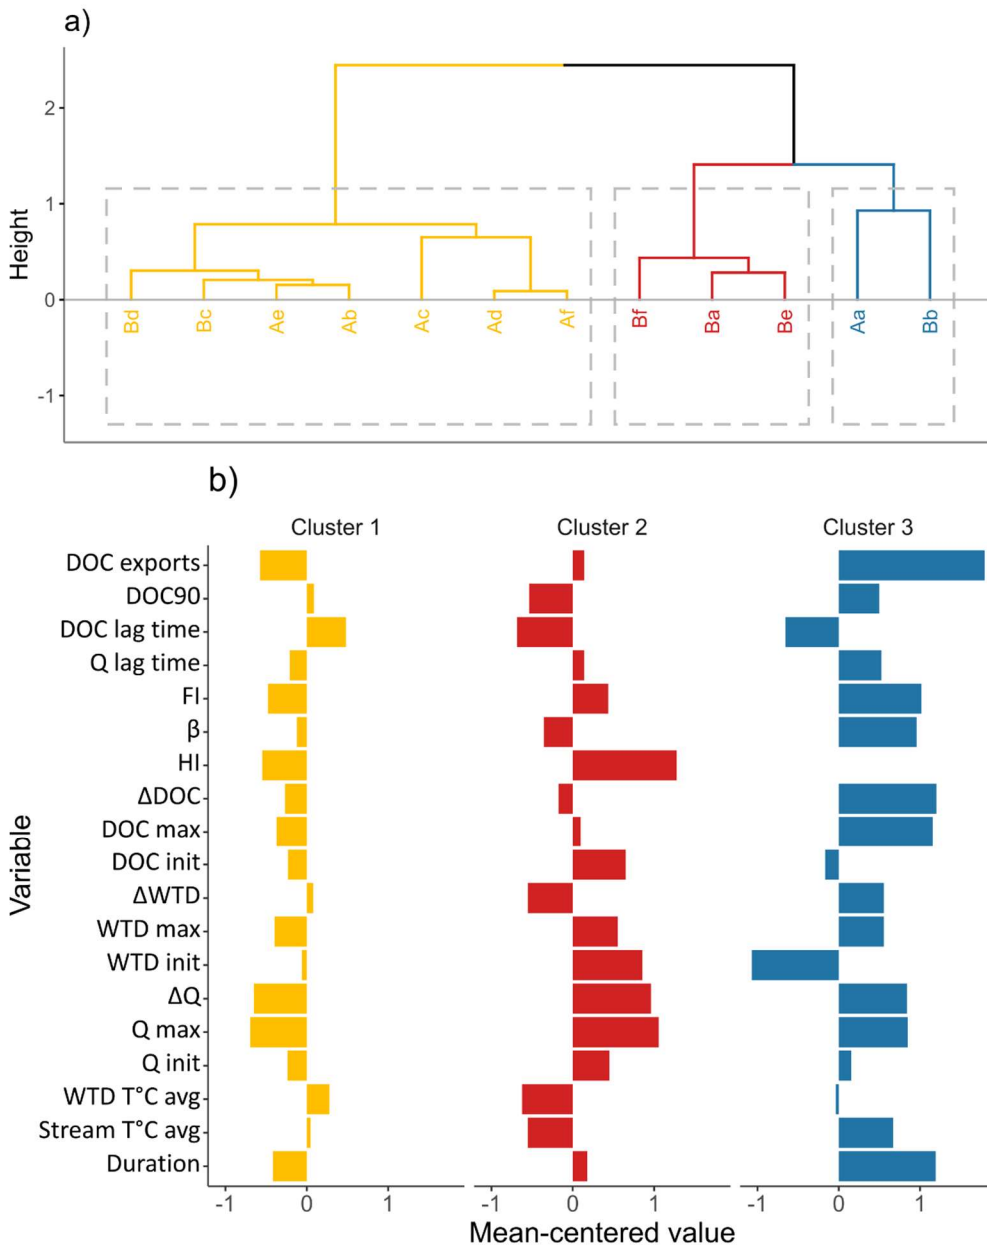 a)
Height
2
1
0
-1
Bd Bc Ae Ab Ac Ad Af Bf Ba Be Aa Bb
b)
Cluster 1 Cluster 2 Cluster 3
Variable
DOC exports
DOC90
DOC lag time
Q lag time
FI
β
HI
ΔDOC
DOC max
DOC init
ΔWTD
WTD max
WTD init
ΔQ
Q max
Q init
WTD T°C avg
Stream T°C avg
Duration
-1 0 1 -1 0 1 -1 0 1
Mean-centered value